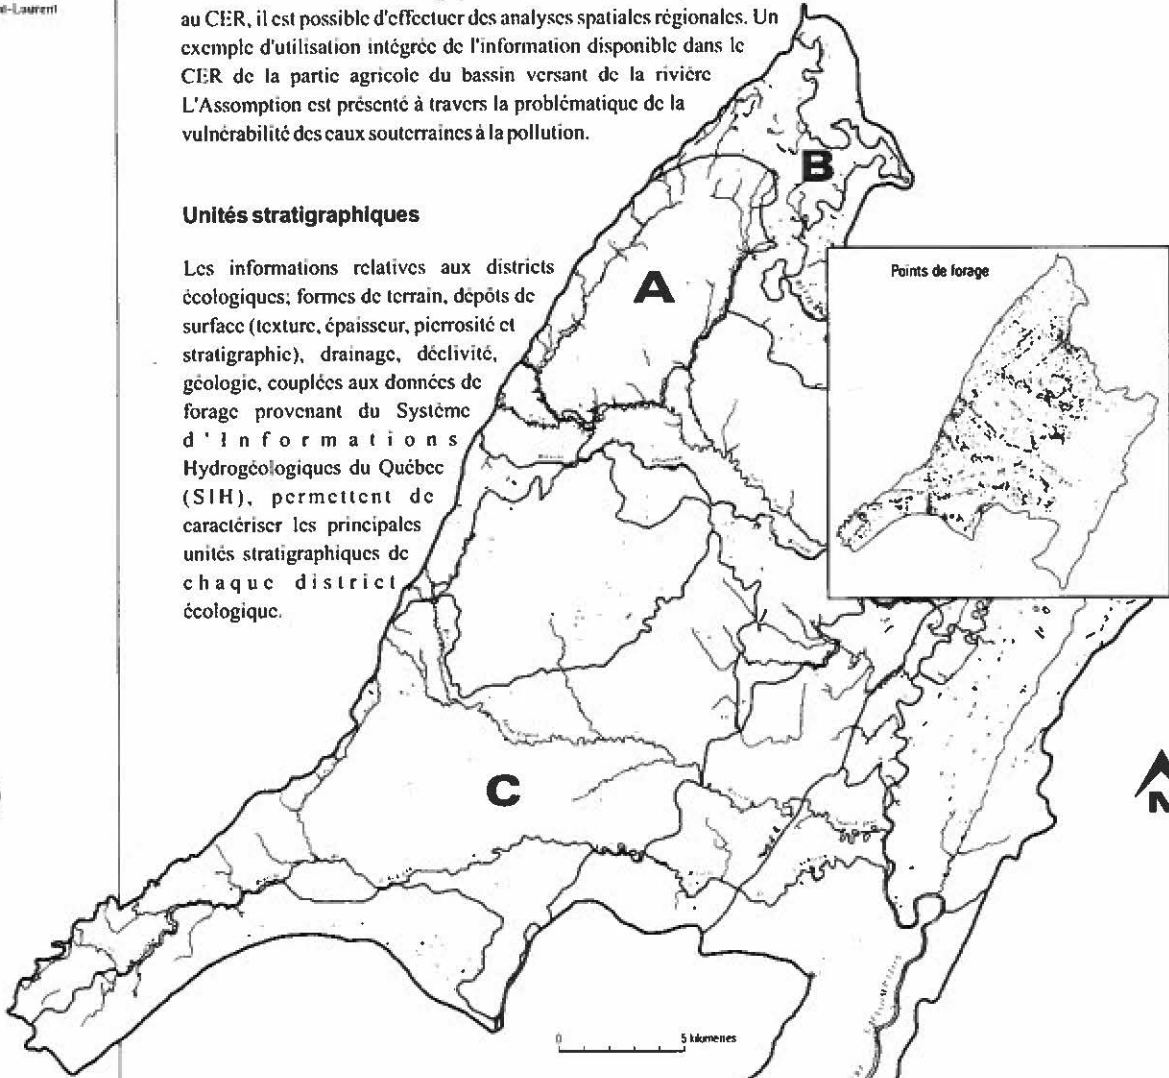 au CER, il est possible d'effectuer des analyses spatiales régionales. Un
exemple d'utilisation intégrée de l'information disponible dans le
CER de la partie agricole du bassin versant de la rivière
L'Assomption est présenté à travers la problématique de la
vulnérabilité des eaux souterraines à la pollution.
Unités stratigraphiques
Les informations relatives aux districts
écologiques; formes de terrain, dépôts de
surface (texture, épaisseur, pierrosité et
stratigraphie), drainage, déclivité,
géologie, couplées aux données de
forage provenant du Système
d'Informations
Hydrogéologiques du Québec
(SIH), permettent de
caractériser les principales
unités stratigraphiques de
chaque district
écologique.
B
A
Points de forage
C
N
0 5 kilometres